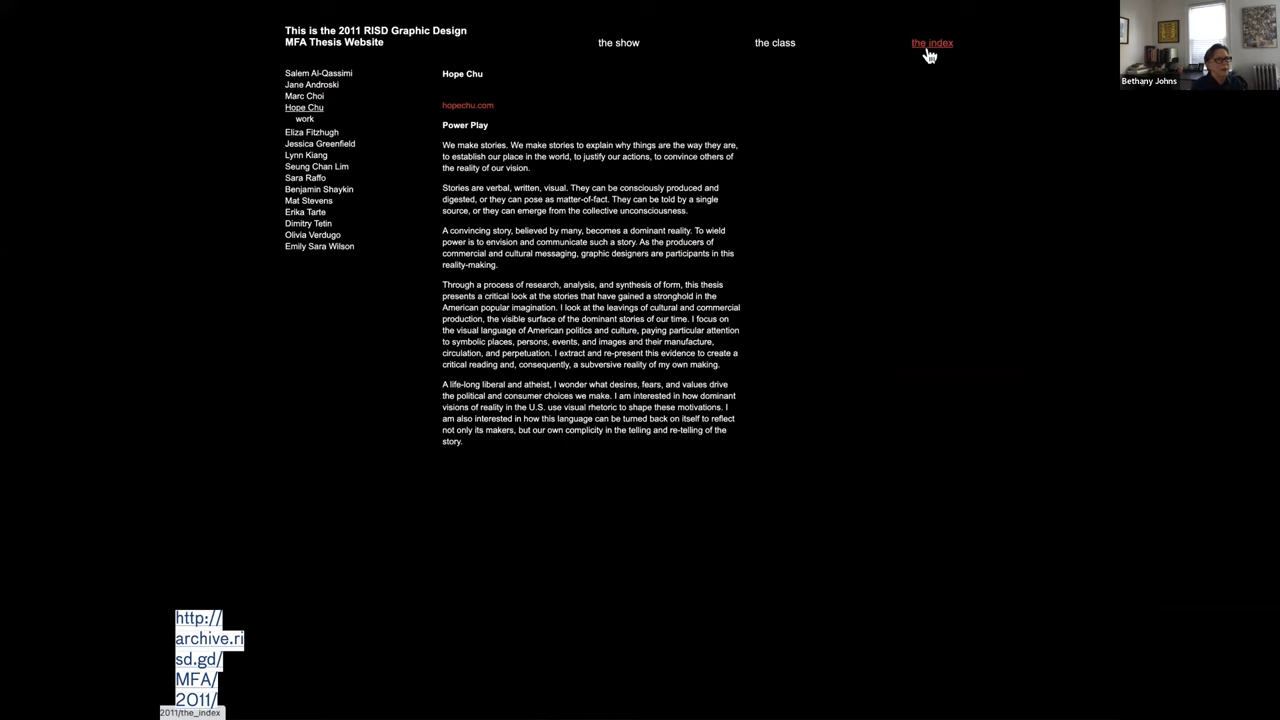 This is the 2011 RISD Graphic Design
MFA Thesis Website
the show
the class
the index
Bethany Johns
Salem Al-Qassimi
Jane Androski
Marc Choi
Hope Chu
work
Eliza Fitzhugh
Jessica Greenfield
Lynn Kiang
Seung Chan Lim
Sara Raffo
Benjamin Shaykin
Mat Stevens
Erika Tarte
Dimitry Tetin
Olivia Verdugo
Emily Sara Wilson
Hope Chu
hopechu.com
Power Play
We make stories. We make stories to explain why things are the way they are,
to establish our place in the world, to justify our actions, to convince others of
the reality of our vision.
Stories are verbal, written, visual. They can be consciously produced and
digested, or they can pose as matter-of-fact. They can be told by a single
source, or they can emerge from the collective unconsciousness.
A convincing story, believed by many, becomes a dominant reality. To wield
power is to envision and communicate such a story. As the producers of
commercial and cultural messaging, graphic designers are participants in this
reality-making.
Through a process of research, analysis, and synthesis of form, this thesis
presents a critical look at the stories that have gained a stronghold in the
American popular imagination. I look at the leavings of cultural and commercial
production, the visible surface of the dominant stories of our time. I focus on
the visual language of American politics and culture, paying particular attention
to symbolic places, persons, events, and images and their manufacture,
circulation, and perpetuation. I extract and re-present this evidence to create a
critical reading and, consequently, a subversive reality of my own making.
A life-long liberal and atheist, I wonder what desires, fears, and values drive
the political and consumer choices we make. I am interested in how dominant
visions of reality in the U.S. use visual rhetoric to shape these motivations. I
am also interested in how this language can be turned back on itself to reflect
not only its makers, but our own complicity in the telling and re-telling of the
story.
http://
archive.ri
sd.gd/
MFA/
2011/
2011/the_index